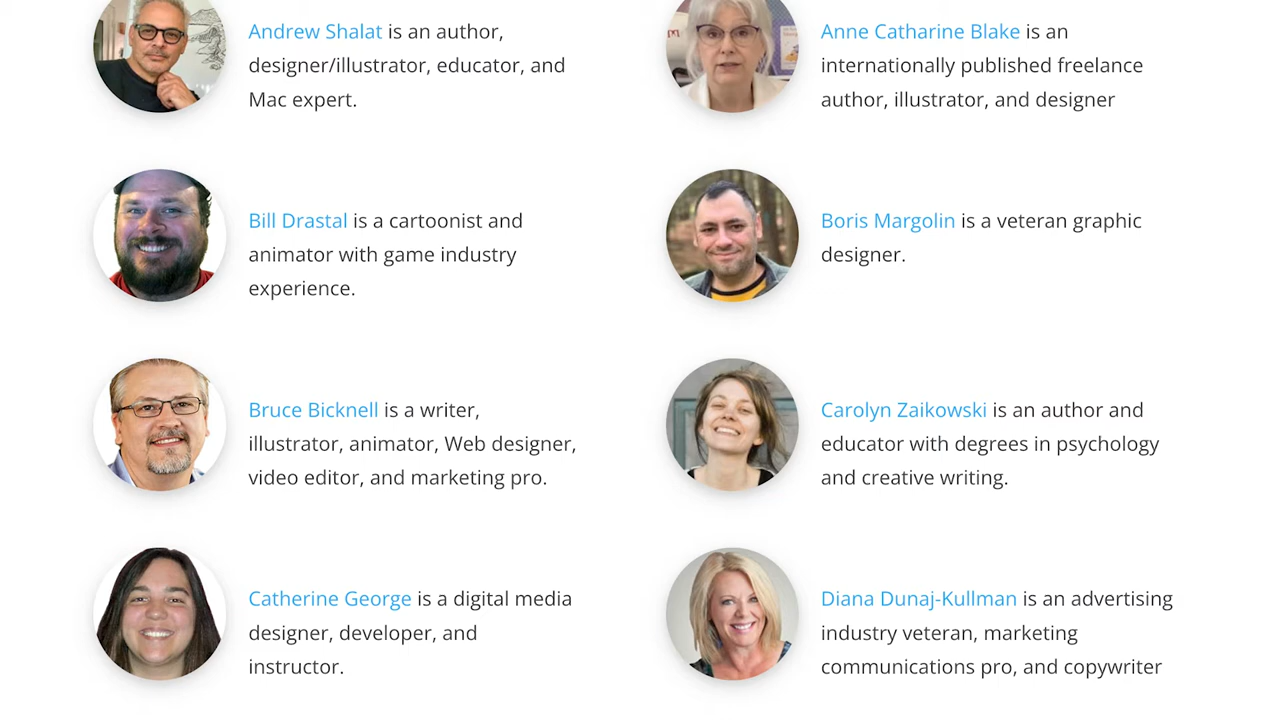 Andrew Shalat is an author,
designer/illustrator, educator, and
Mac expert.
Anne Catharine Blake is an
internationally published freelance
author, illustrator, and designer
Bill Drastal is a cartoonist and
animator with game industry
experience.
Boris Margolin is a veteran graphic
designer.
Bruce Bicknell is a writer,
illustrator, animator, Web designer,
video editor, and marketing pro.
Carolyn Zaikowski is an author and
educator with degrees in psychology
and creative writing.
Catherine George is a digital media
designer, developer, and
instructor.
Diana Dunaj-Kullman is an advertising
industry veteran, marketing
communications pro, and copywriter